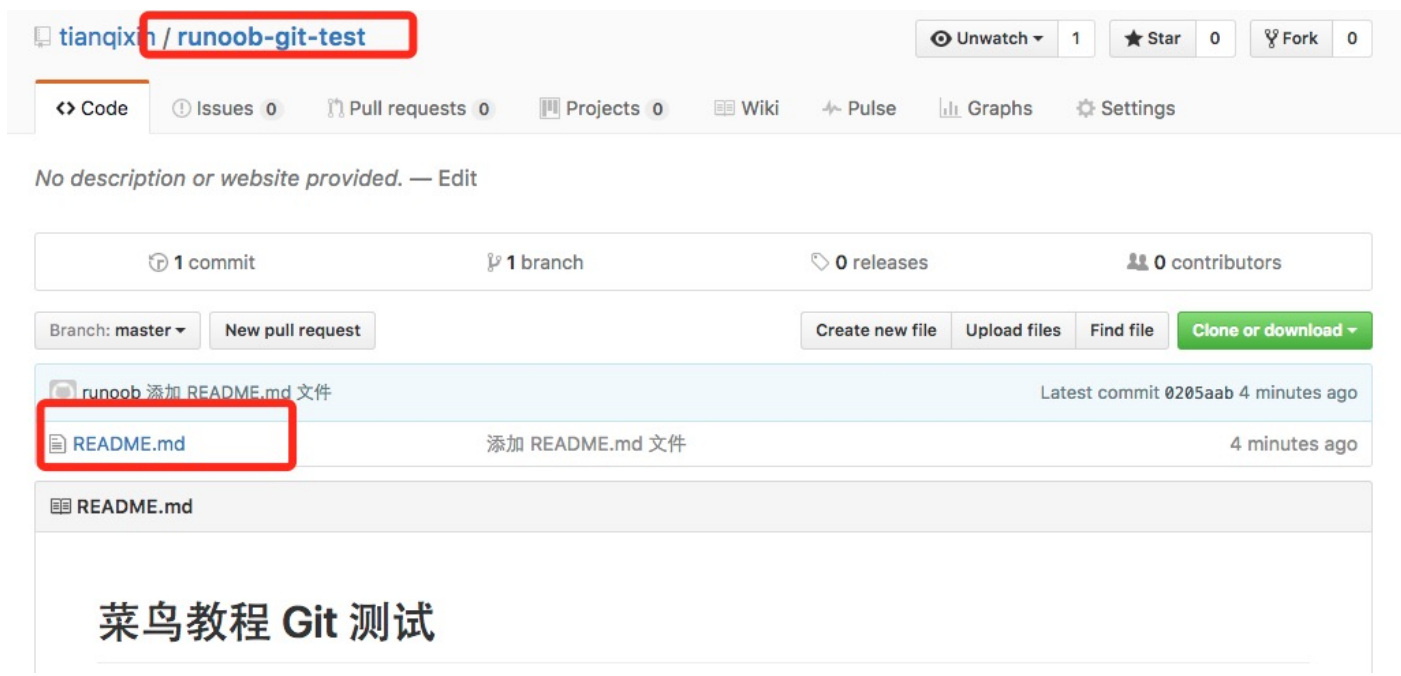 tianqixin / runoob-git-test Unwatch 1 Star 0 Fork 0
Code Issues 0 Pull requests 0 Projects 0 Wiki Pulse Graphs Settings
No description or website provided. — Edit
1 commit 1 branch 0 releases 0 contributors
Branch: master New pull request Create new file Upload files Find file Clone or download
runoob 添加 README.md 文件 Latest commit 0205aab 4 minutes ago
README.md 添加 README.md 文件 4 minutes ago
README.md
菜鸟教程 Git 测试